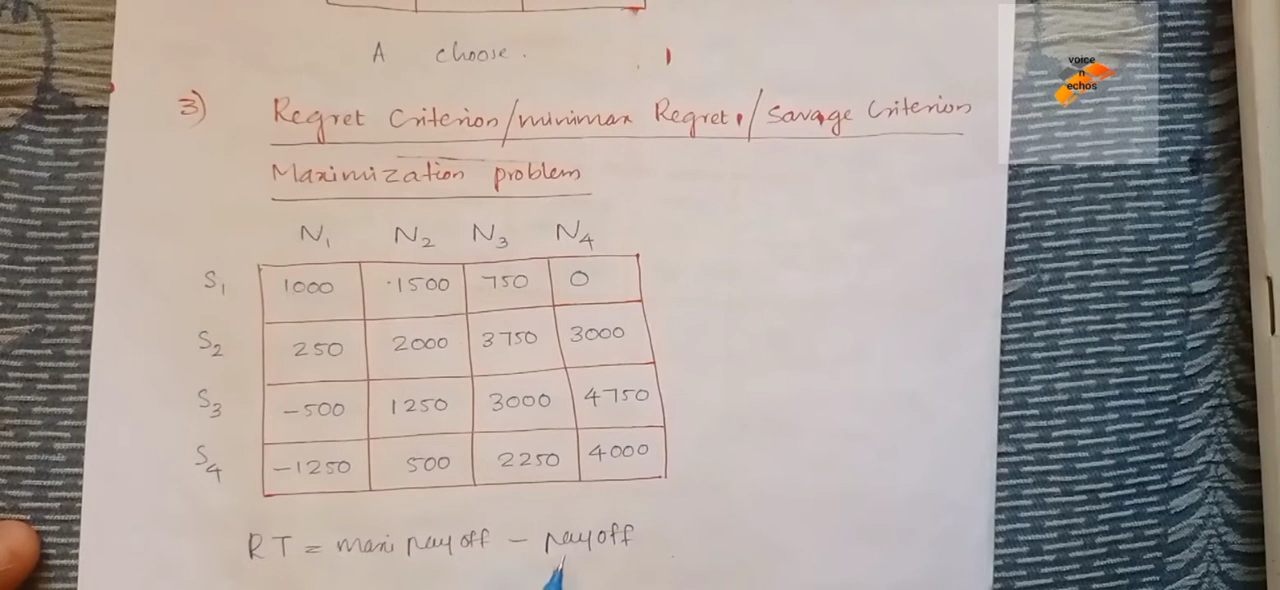 A choose.
voice
n
echos
3) Regret Criterion/minimax Regret/Savage Criterion
Maximization problem
N1 N2 N3 N4
S1 1000 1500 750 0
S2 250 2000 3750 3000
S3 -500 1250 3000 4750
S4 -1250 500 2250 4000
RT = maxi pay off - payoff